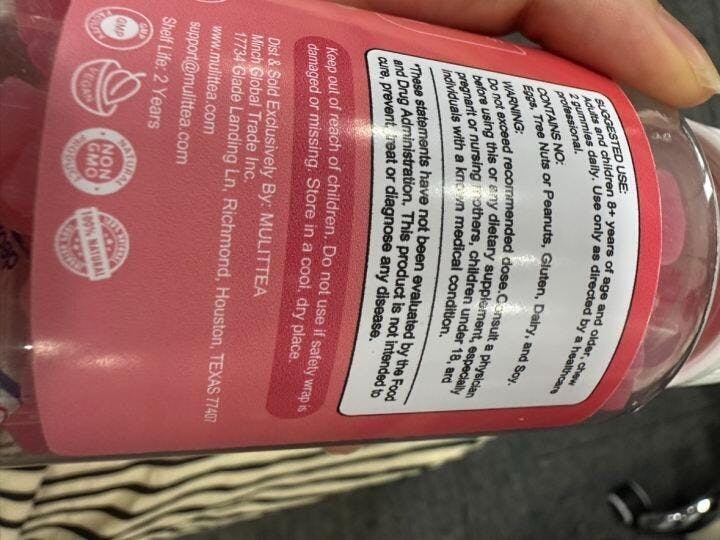 SUGGESTED USE:
Adults and children 8+ years of age and older, chew
2 gummies daily. Use only as directed by a healthcare
professional.
CONTAINS NO:
Eggs, Tree Nuts or Peanuts, Gluten, Dairy, and Soy.
WARNING:
Do not exceed recommended dose.Consult a physician
before using this or any dietary supplement, especially
pregnant or nursing mothers, children under 18, and
individuals with a known medical condition.
*These statements have not been evaluated by the Food
and Drug Administration. This product is not intended to
cure, prevent, treat or diagnose any disease.
Keep out of reach of children. Do not use if safety wrap is
damaged or missing. Store in a cool, dry place.
Dist & Sold Exclusively By: MULITTEA
Minch Global Trade Inc.
17734 Glade Landing Ln, Richmond, Houston, TEXAS 77407
www.mulittea.com
support@mulittea.com
Shelf Life: 2 Years
GMP
VEGAN
NATURAL
NON
GMO
PRODUCT
100% NATURAL